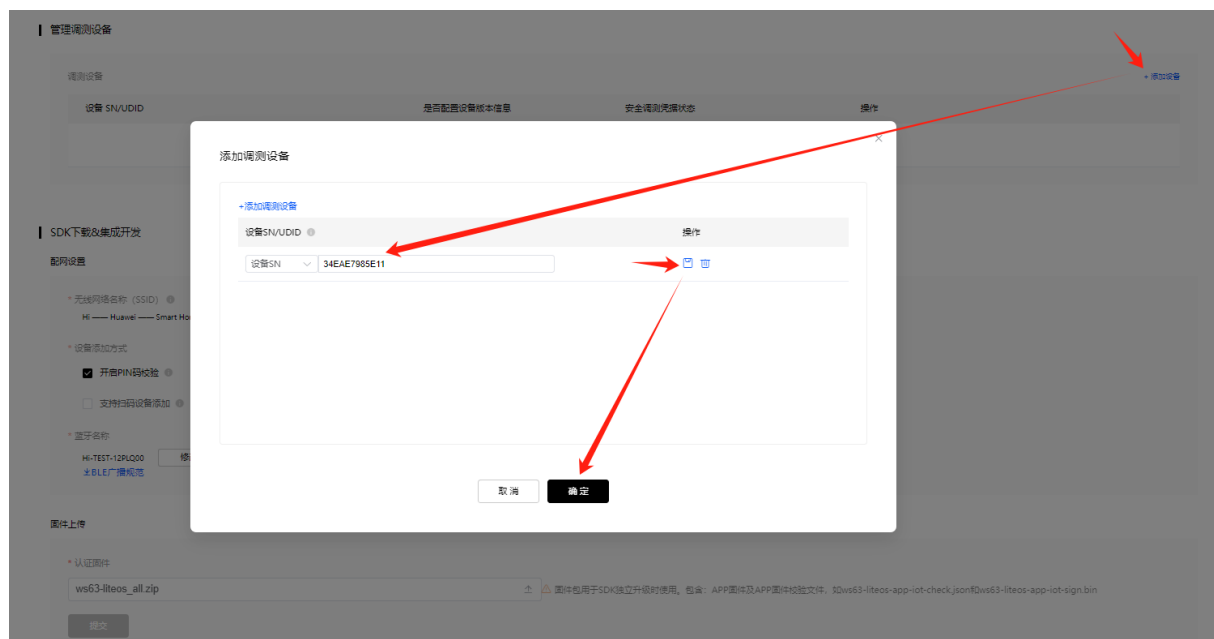 管理调测设备
调测设备
+ 添加设备
设备 SN/UDID 是否配置设备版本信息 安全调测凭据状态 操作
添加调测设备
+添加调测设备
设备SN/UDID 操作
设备SN 34EAE7985E11
SDK下载&集成开发
配网设置
* 无线网络名称（SSID）
Hi —— Huawei —— Smart Ho
* 设备添加方式
开启PIN码校验
支持扫码设备添加
* 蓝牙名称
Hi-TEST-12PLQ00 修
BLE广播规范
取 消 确 定
固件上传
* 认证固件
ws63-liteos_all.zip 固件包用于SDK独立升级时使用，包含：APP固件及APP固件校验文件，如ws63-liteos-app-iot-check.json和ws63-liteos-app-iot-sign.bin
提交